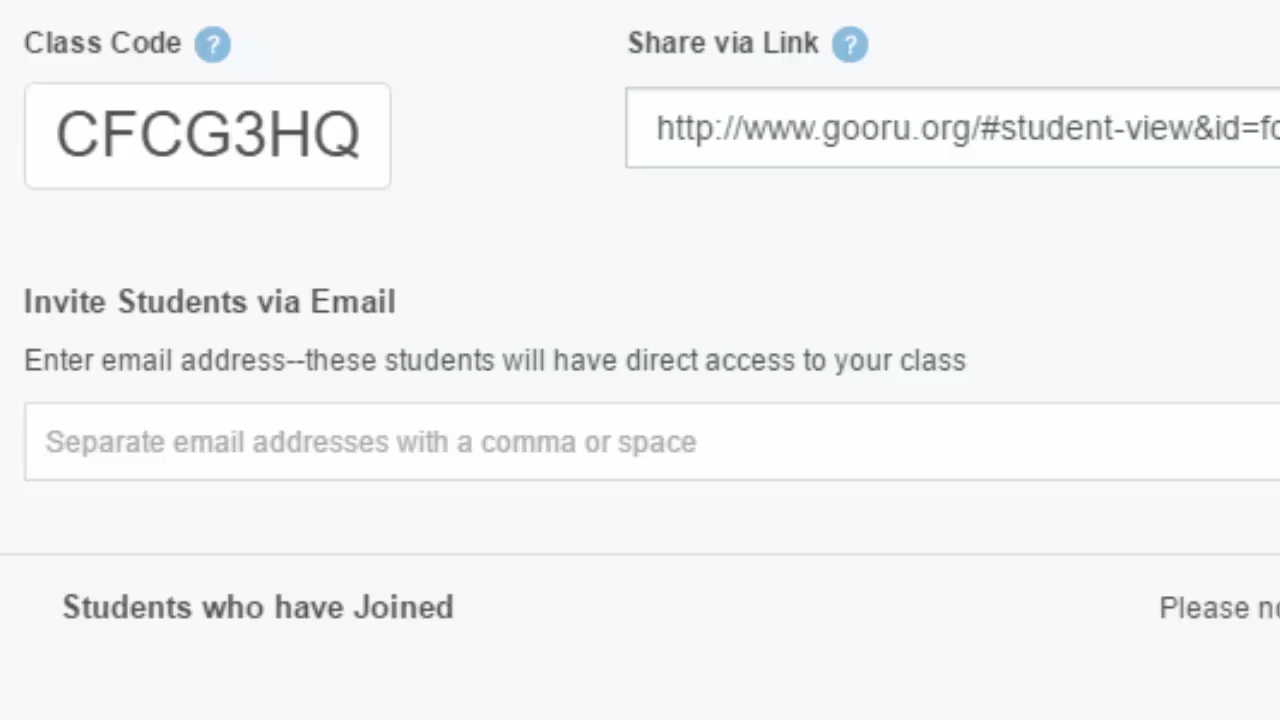 Class Code ? Share via Link ?
CFCG3HQ http://www.gooru.org/#student-view&id=fo
Invite Students via Email
Enter email address--these students will have direct access to your class
Separate email addresses with a comma or space
Students who have Joined Please no